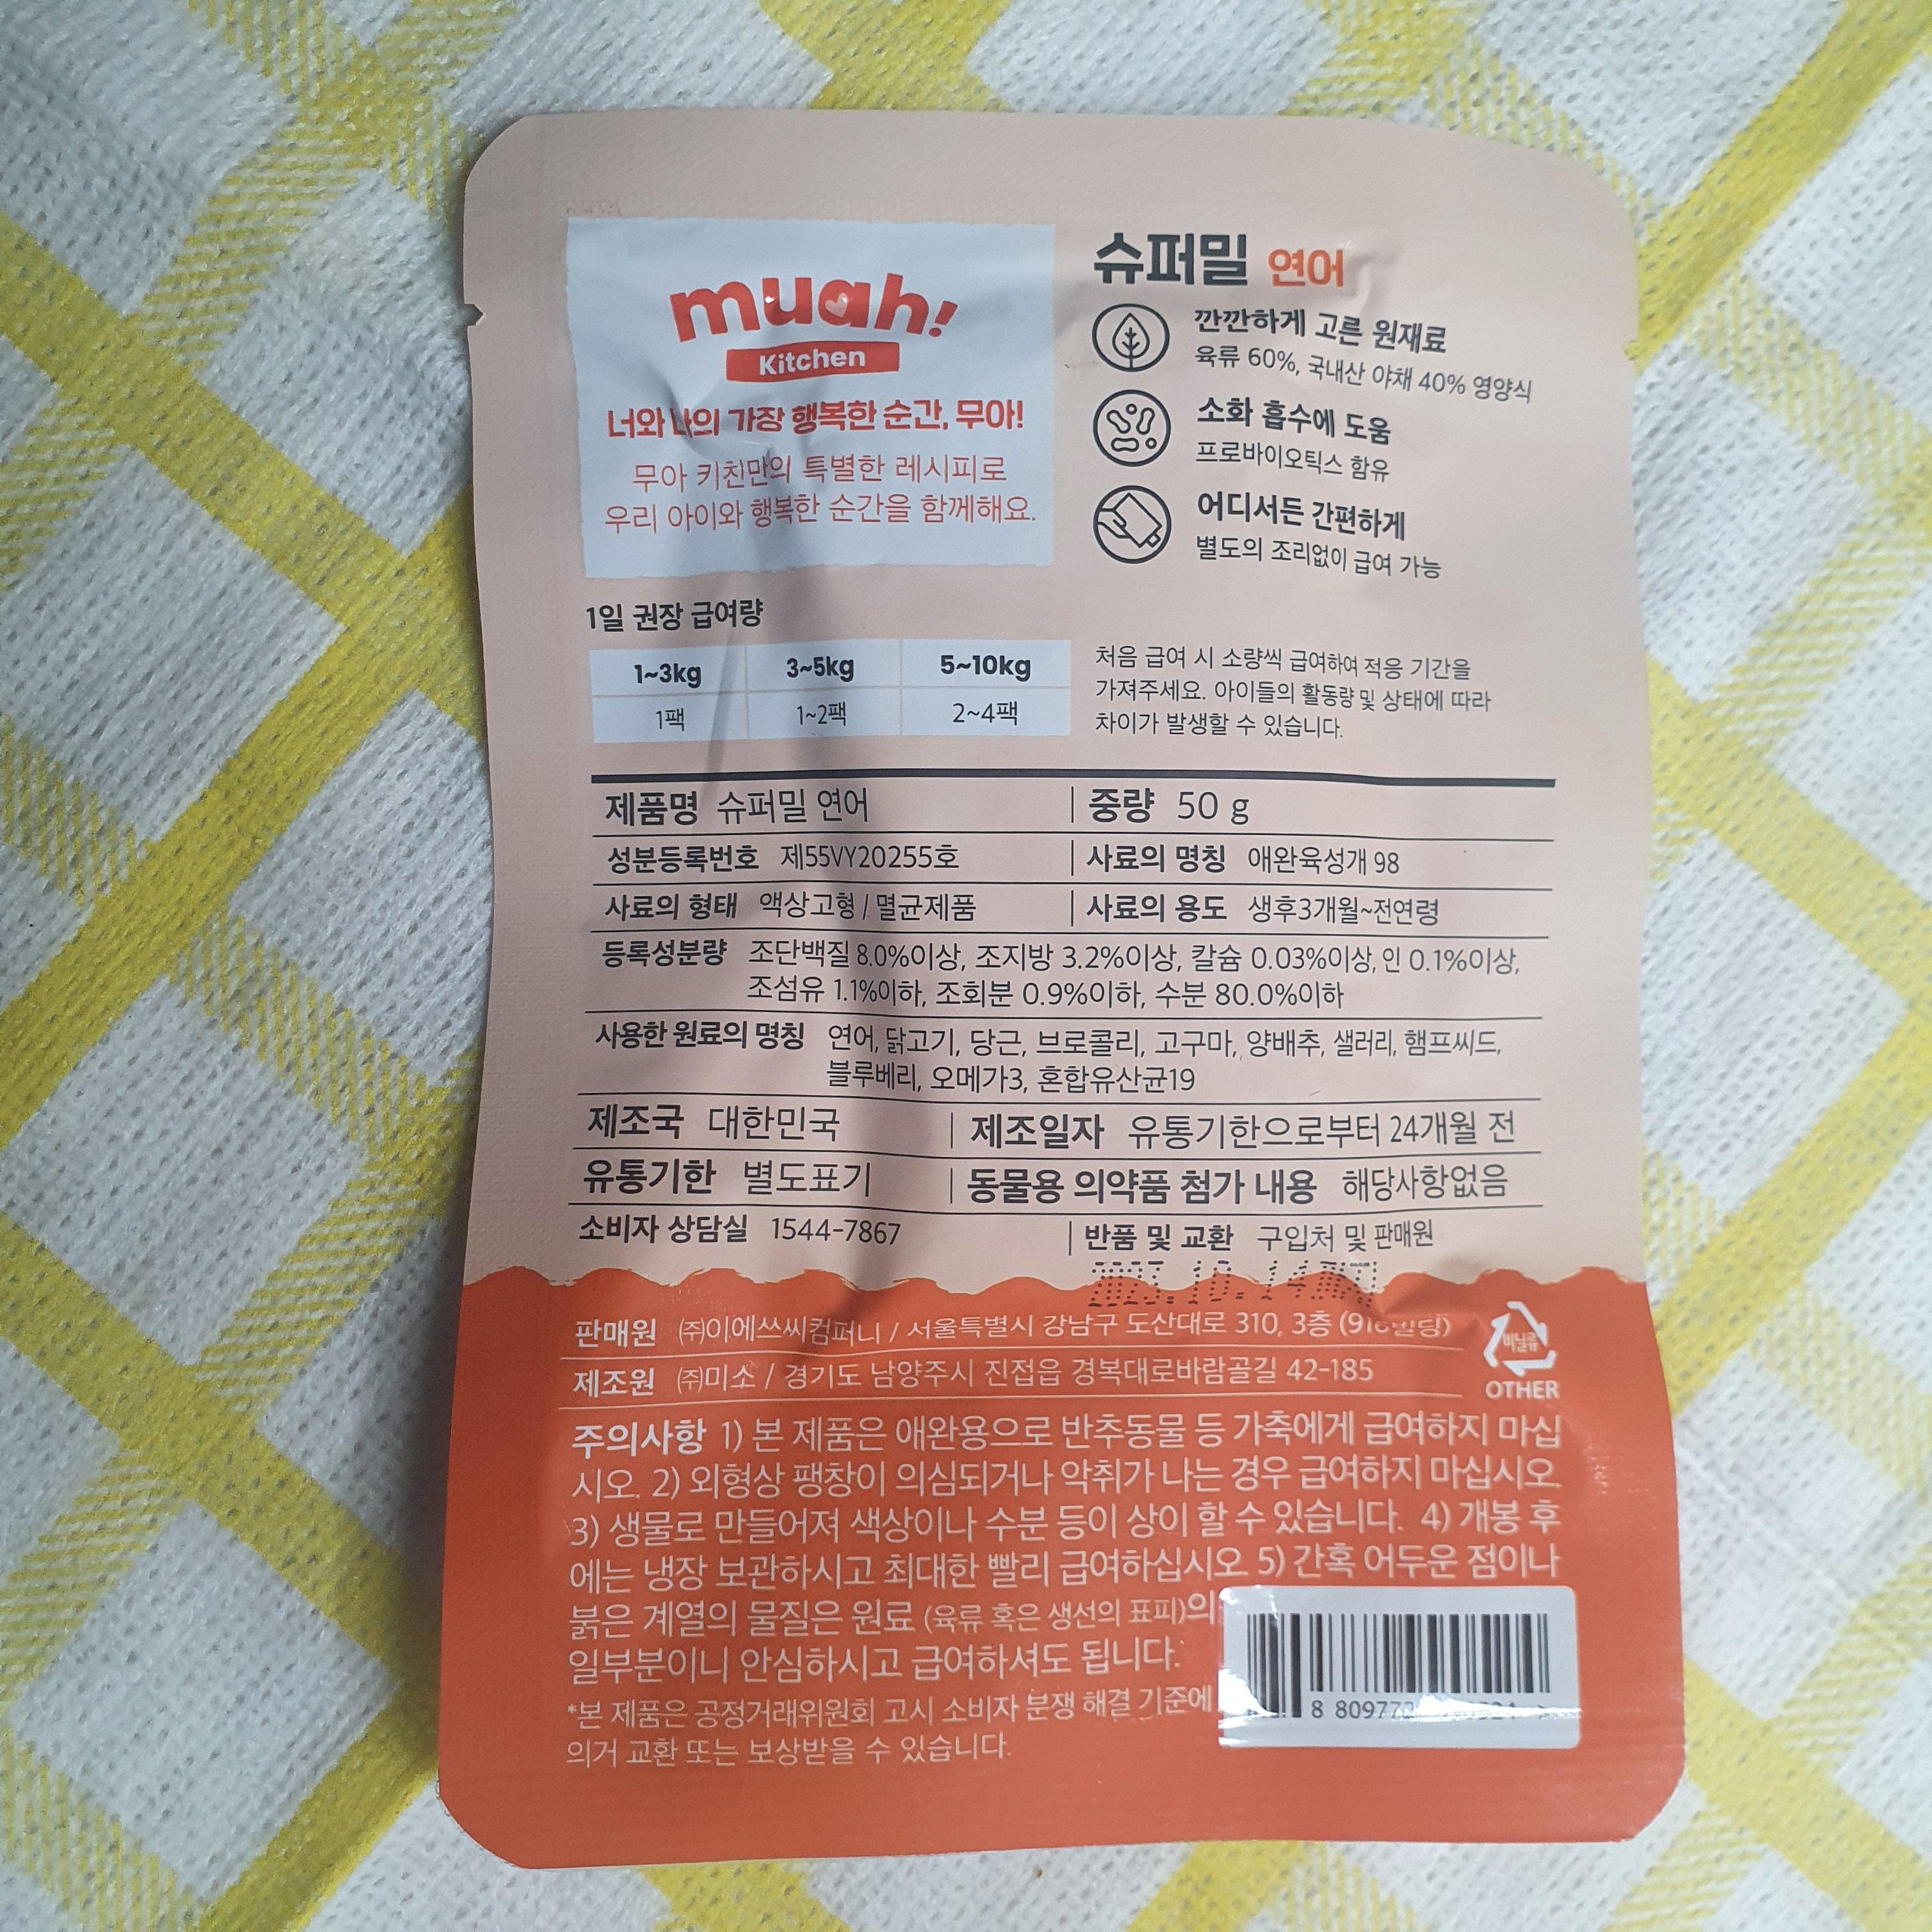 muah!
Kitchen
너와 나의 가장 행복한 순간, 무아!
무아 키친만의 특별한 레시피로
우리 아이와 행복한 순간을 함께해요.
슈퍼밀 연어
깐깐하게 고른 원재료
육류 60%, 국내산 야채 40% 영양식
소화 흡수에 도움
프로바이오틱스 함유
어디서든 간편하게
별도의 조리없이 급여 가능
1일 권장 급여량
1~3kg 3~5kg 5~10kg
1팩 1~2팩 2~4팩
처음 급여 시 소량씩 급여하여 적응 기간을
가져주세요. 아이들의 활동량 및 상태에 따라
차이가 발생할 수 있습니다.
제품명 슈퍼밀 연어 | 중량 50 g
성분등록번호 제55VY20255호 | 사료의 명칭 애완육성개 98
사료의 형태 액상고형 / 멸균제품 | 사료의 용도 생후3개월~전연령
등록성분량 조단백질 8.0%이상, 조지방 3.2%이상, 칼슘 0.03%이상, 인 0.1%이상,
조섬유 1.1%이하, 조회분 0.9%이하, 수분 80.0%이하
사용한 원료의 명칭 연어, 닭고기, 당근, 브로콜리, 고구마, 양배추, 샐러리, 햄프씨드,
블루베리, 오메가3, 혼합유산균19
제조국 대한민국 | 제조일자 유통기한으로부터 24개월 전
유통기한 별도표기 | 동물용 의약품 첨가 내용 해당사항없음
소비자 상담실 1544-7867 | 반품 및 교환 구입처 및 판매원
10.14
판매원 ㈜이에쓰씨컴퍼니 / 서울특별시 강남구 도산대로 310, 3층
제조원 ㈜미소 / 경기도 남양주시 진접읍 경복대로바람골길 42-185
비닐류
OTHER
주의사항 1) 본 제품은 애완용으로 반추동물 등 가축에게 급여하지 마십
시오. 2) 외형상 팽창이 의심되거나 악취가 나는 경우 급여하지 마십시오
3) 생물로 만들어져 색상이나 수분 등이 상이 할 수 있습니다. 4) 개봉 후
에는 냉장 보관하시고 최대한 빨리 급여하십시오 5) 간혹 어두운 점이나
붉은 계열의 물질은 원료 (육류 혹은 생선의 표피)의
일부분이니 안심하시고 급여하셔도 됩니다.
*본 제품은 공정거래위원회 고시 소비자 분쟁 해결 기준에
의거 교환 또는 보상받을 수 있습니다.
8